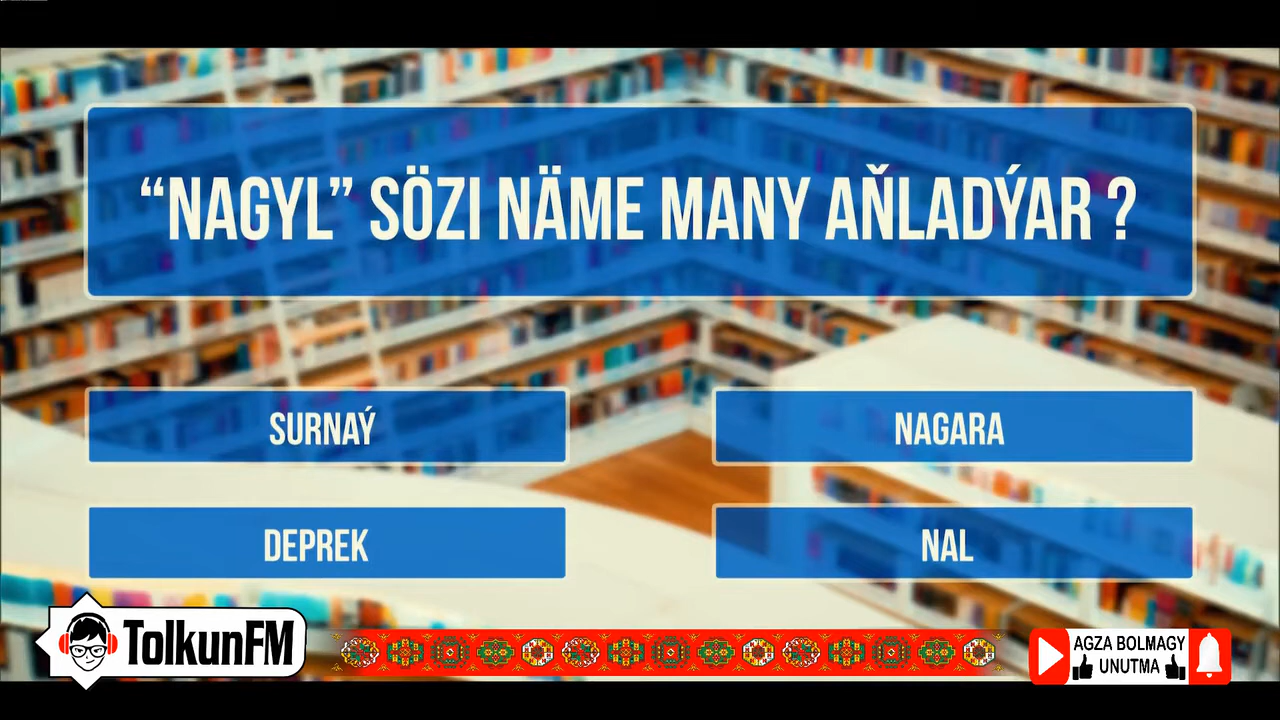 “NAGYL” SÖZI NÄME MANY AŇLADÝAR ?
SURNAÝ
NAGARA
DEPREK
NAL
TolkunFM
AGZA BOLMAGY
UNUTMA